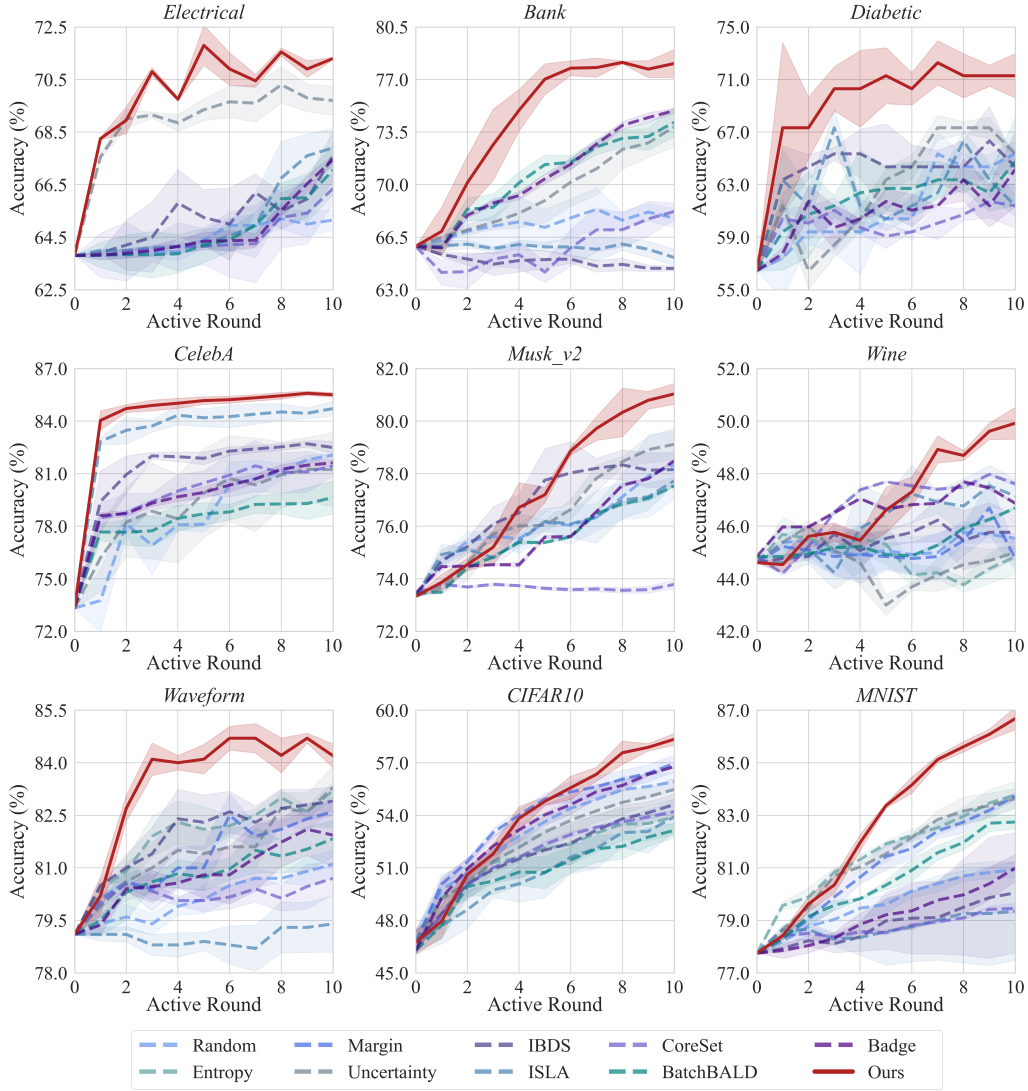 Electrical Bank Diabetic
72.5 80.5 75.0
70.5 77.0 71.0
68.5 73.5 67.0
66.5 70.0 63.0
64.5 66.5 59.0
62.5 63.0 55.0
Accuracy (%) Accuracy (%) Accuracy (%)
0 2 4 6 8 10 0 2 4 6 8 10 0 2 4 6 8 10
Active Round Active Round Active Round
CelebA Musk_v2 Wine
87.0 82.0 52.0
84.0 80.0 50.0
81.0 78.0 48.0
78.0 76.0 46.0
75.0 74.0 44.0
72.0 72.0 42.0
Accuracy (%) Accuracy (%) Accuracy (%)
0 2 4 6 8 10 0 2 4 6 8 10 0 2 4 6 8 10
Active Round Active Round Active Round
Waveform CIFAR10 MNIST
85.5 60.0 87.0
84.0 57.0 85.0
82.5 54.0 83.0
81.0 51.0 81.0
79.5 48.0 79.0
78.0 45.0 77.0
Accuracy (%) Accuracy (%) Accuracy (%)
0 2 4 6 8 10 0 2 4 6 8 10 0 2 4 6 8 10
Active Round Active Round Active Round
Random Margin IBDS CoreSet Badge
Entropy Uncertainty ISLA BatchBALD Ours